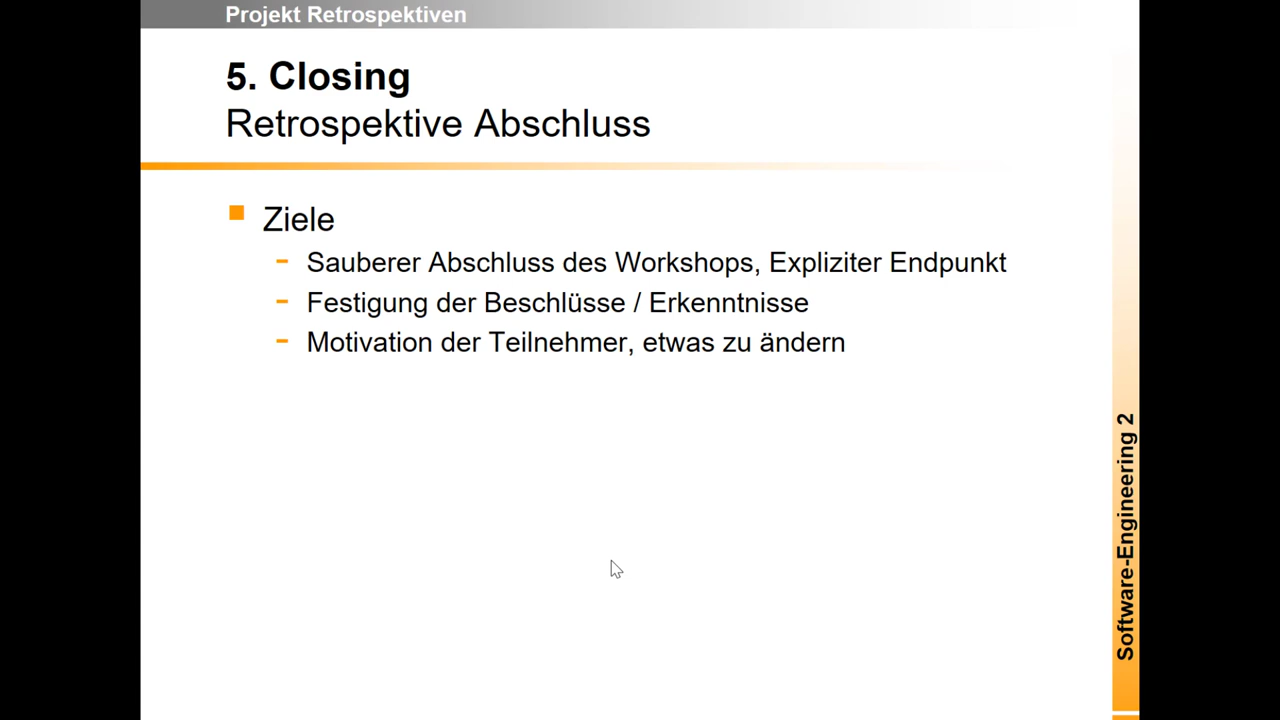 Projekt Retrospektiven
5. Closing
Retrospektive Abschluss
Ziele
- Sauberer Abschluss des Workshops, Expliziter Endpunkt
- Festigung der Beschlüsse / Erkenntnisse
- Motivation der Teilnehmer, etwas zu ändern
Software-Engineering 2